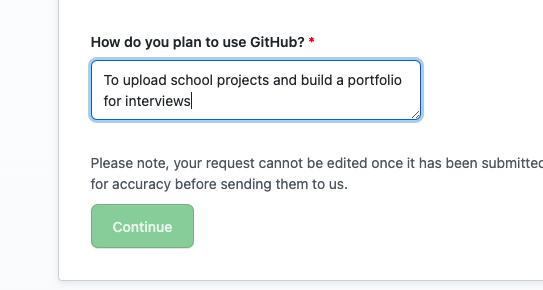 How do you plan to use GitHub? *
To upload school projects and build a portfolio
for interviews
Please note, your request cannot be edited once it has been submitted
for accuracy before sending them to us.
Continue